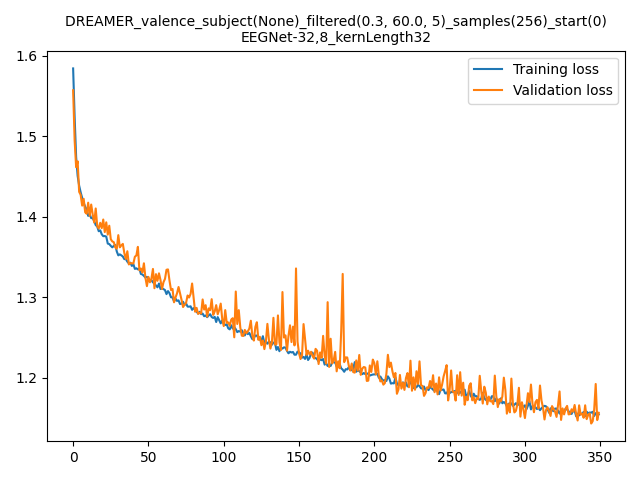 DREAMER_valence_subject(None)_filtered(0.3, 60.0, 5)_samples(256)_start(0)
EEGNet-32,8_kernLength32
Training loss
Validation loss
1.6
1.5
1.4
1.3
1.2
0 50 100 150 200 250 300 350